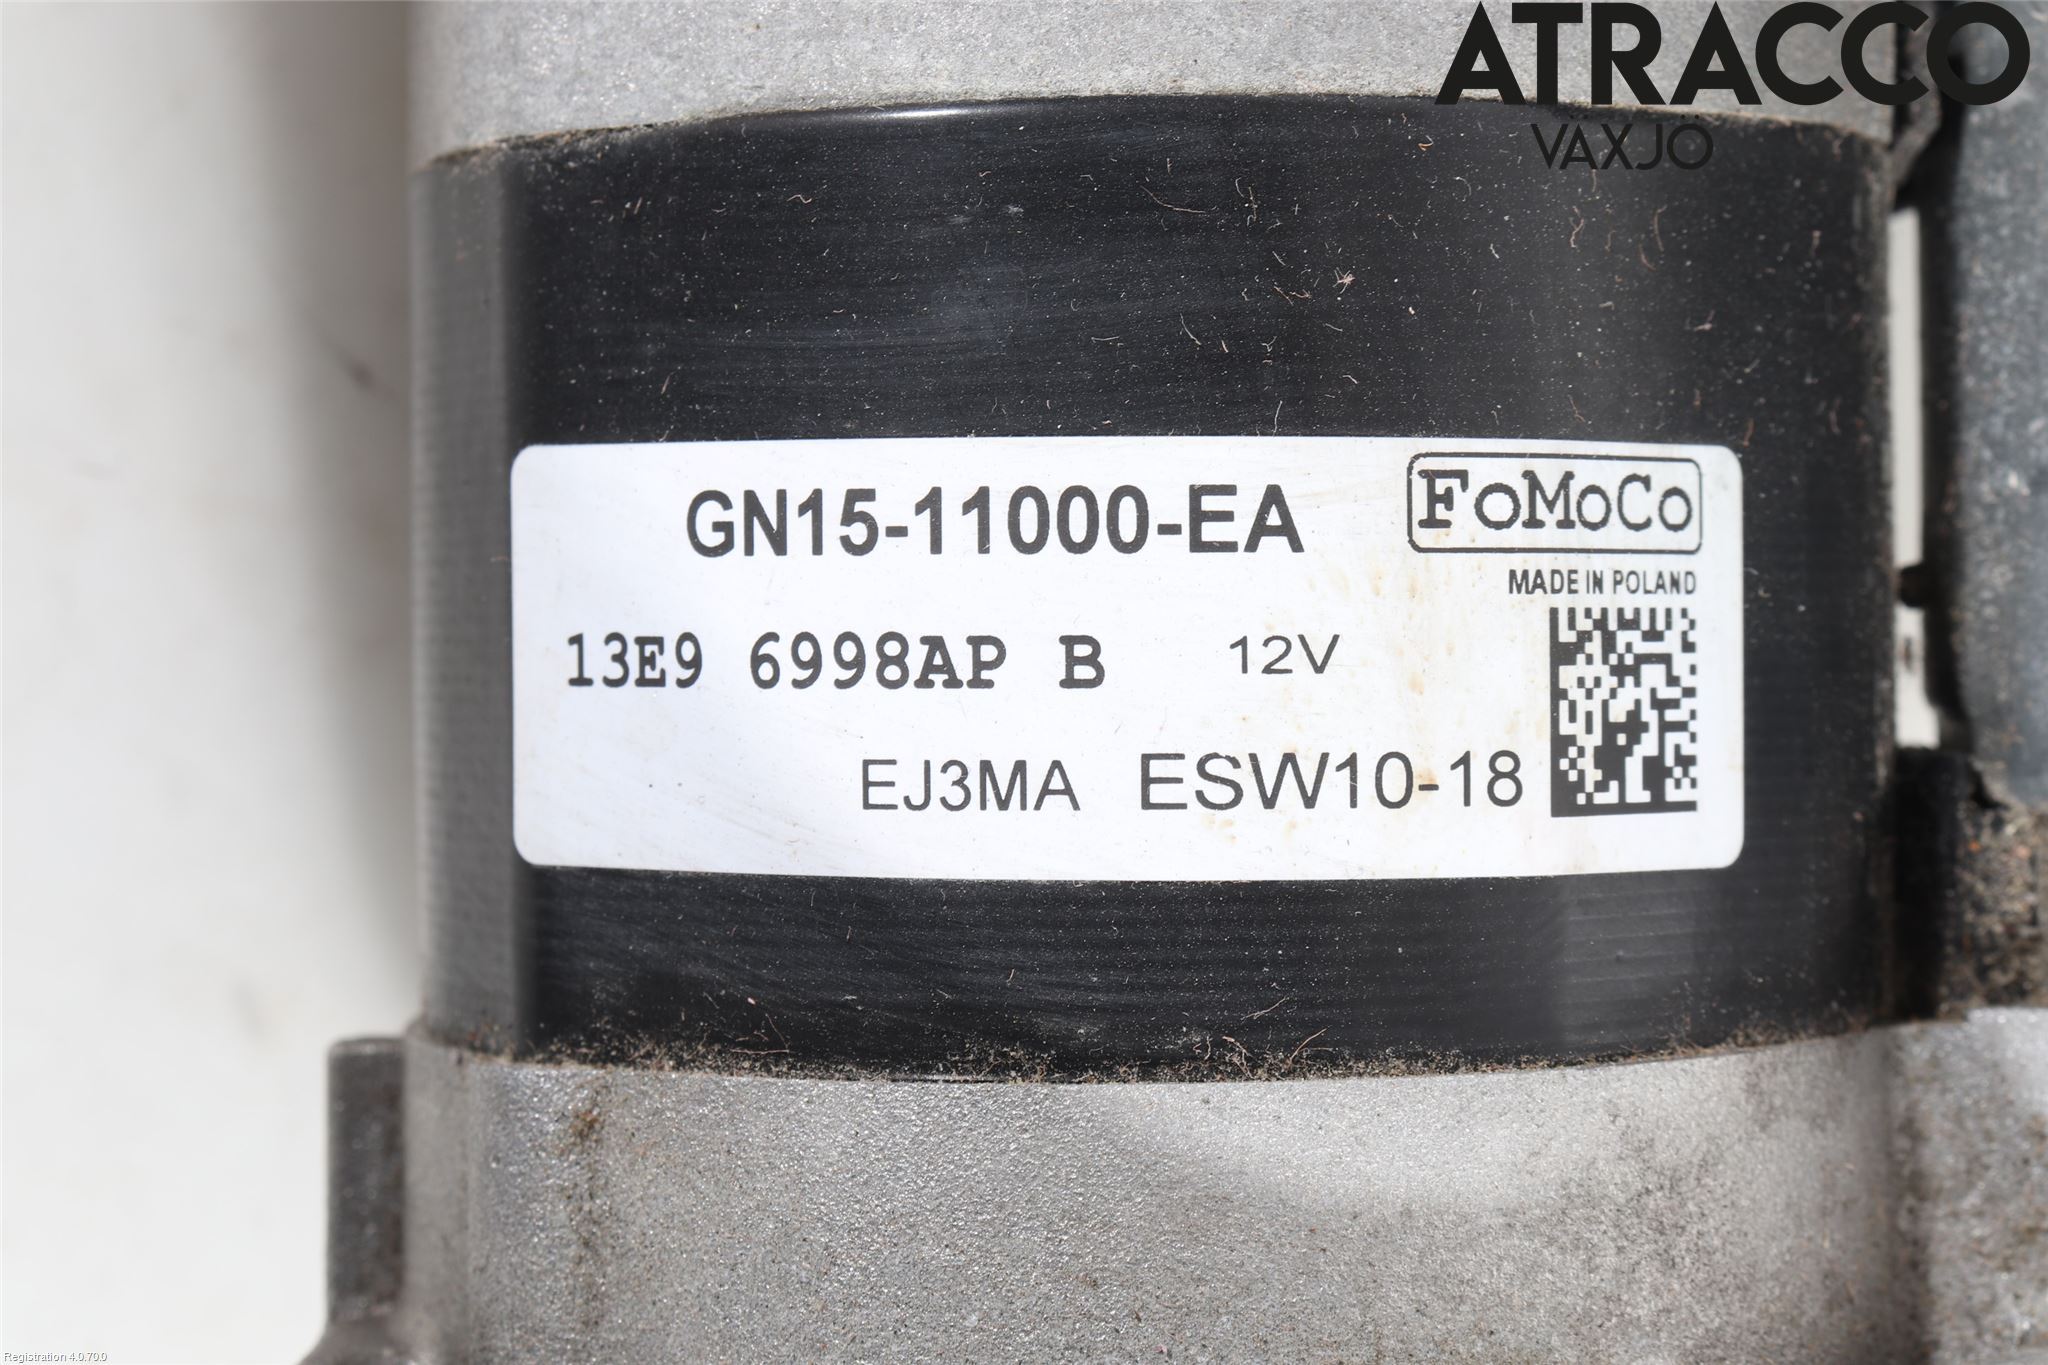 ATRACCO
VÄXJÖ
GN15-11000-EA
FoMoCo
MADE IN POLAND
13E9 6998AP B 12V
EJ3MA ESW10-18
Registration 4.0.70.0